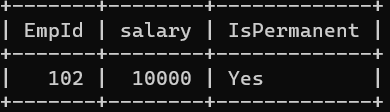 | EmpId | salary | IsPermanent |
| 102 | 10000 | Yes |